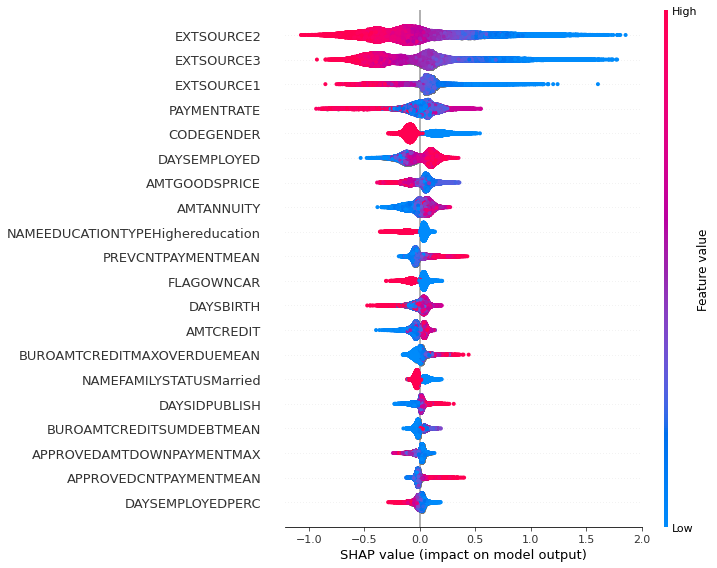 High
EXTSOURCE2
EXTSOURCE3
EXTSOURCE1
PAYMENTRATE
CODEGENDER
DAYSEMPLOYED
AMTGOODSPRICE
AMTANNUITY
NAMEEDUCATIONTYPEHighereducation
PREVCNTPAYMENTMEAN
FLAGOWNCAR
DAYSBIRTH
AMTCREDIT
BUROAMTCREDITMAXOVERDUEMEAN
NAMEFAMILYSTATUSMarried
DAYSIDPUBLISH
BUROAMTCREDITSUMDEBTMEAN
APPROVEDAMTDOWNPAYMENTMAX
APPROVEDCNTPAYMENTMEAN
DAYSEMPLOYEDPERC
Feature value
Low
−1.0 −0.5 0.0 0.5 1.0 1.5 2.0
SHAP value (impact on model output)